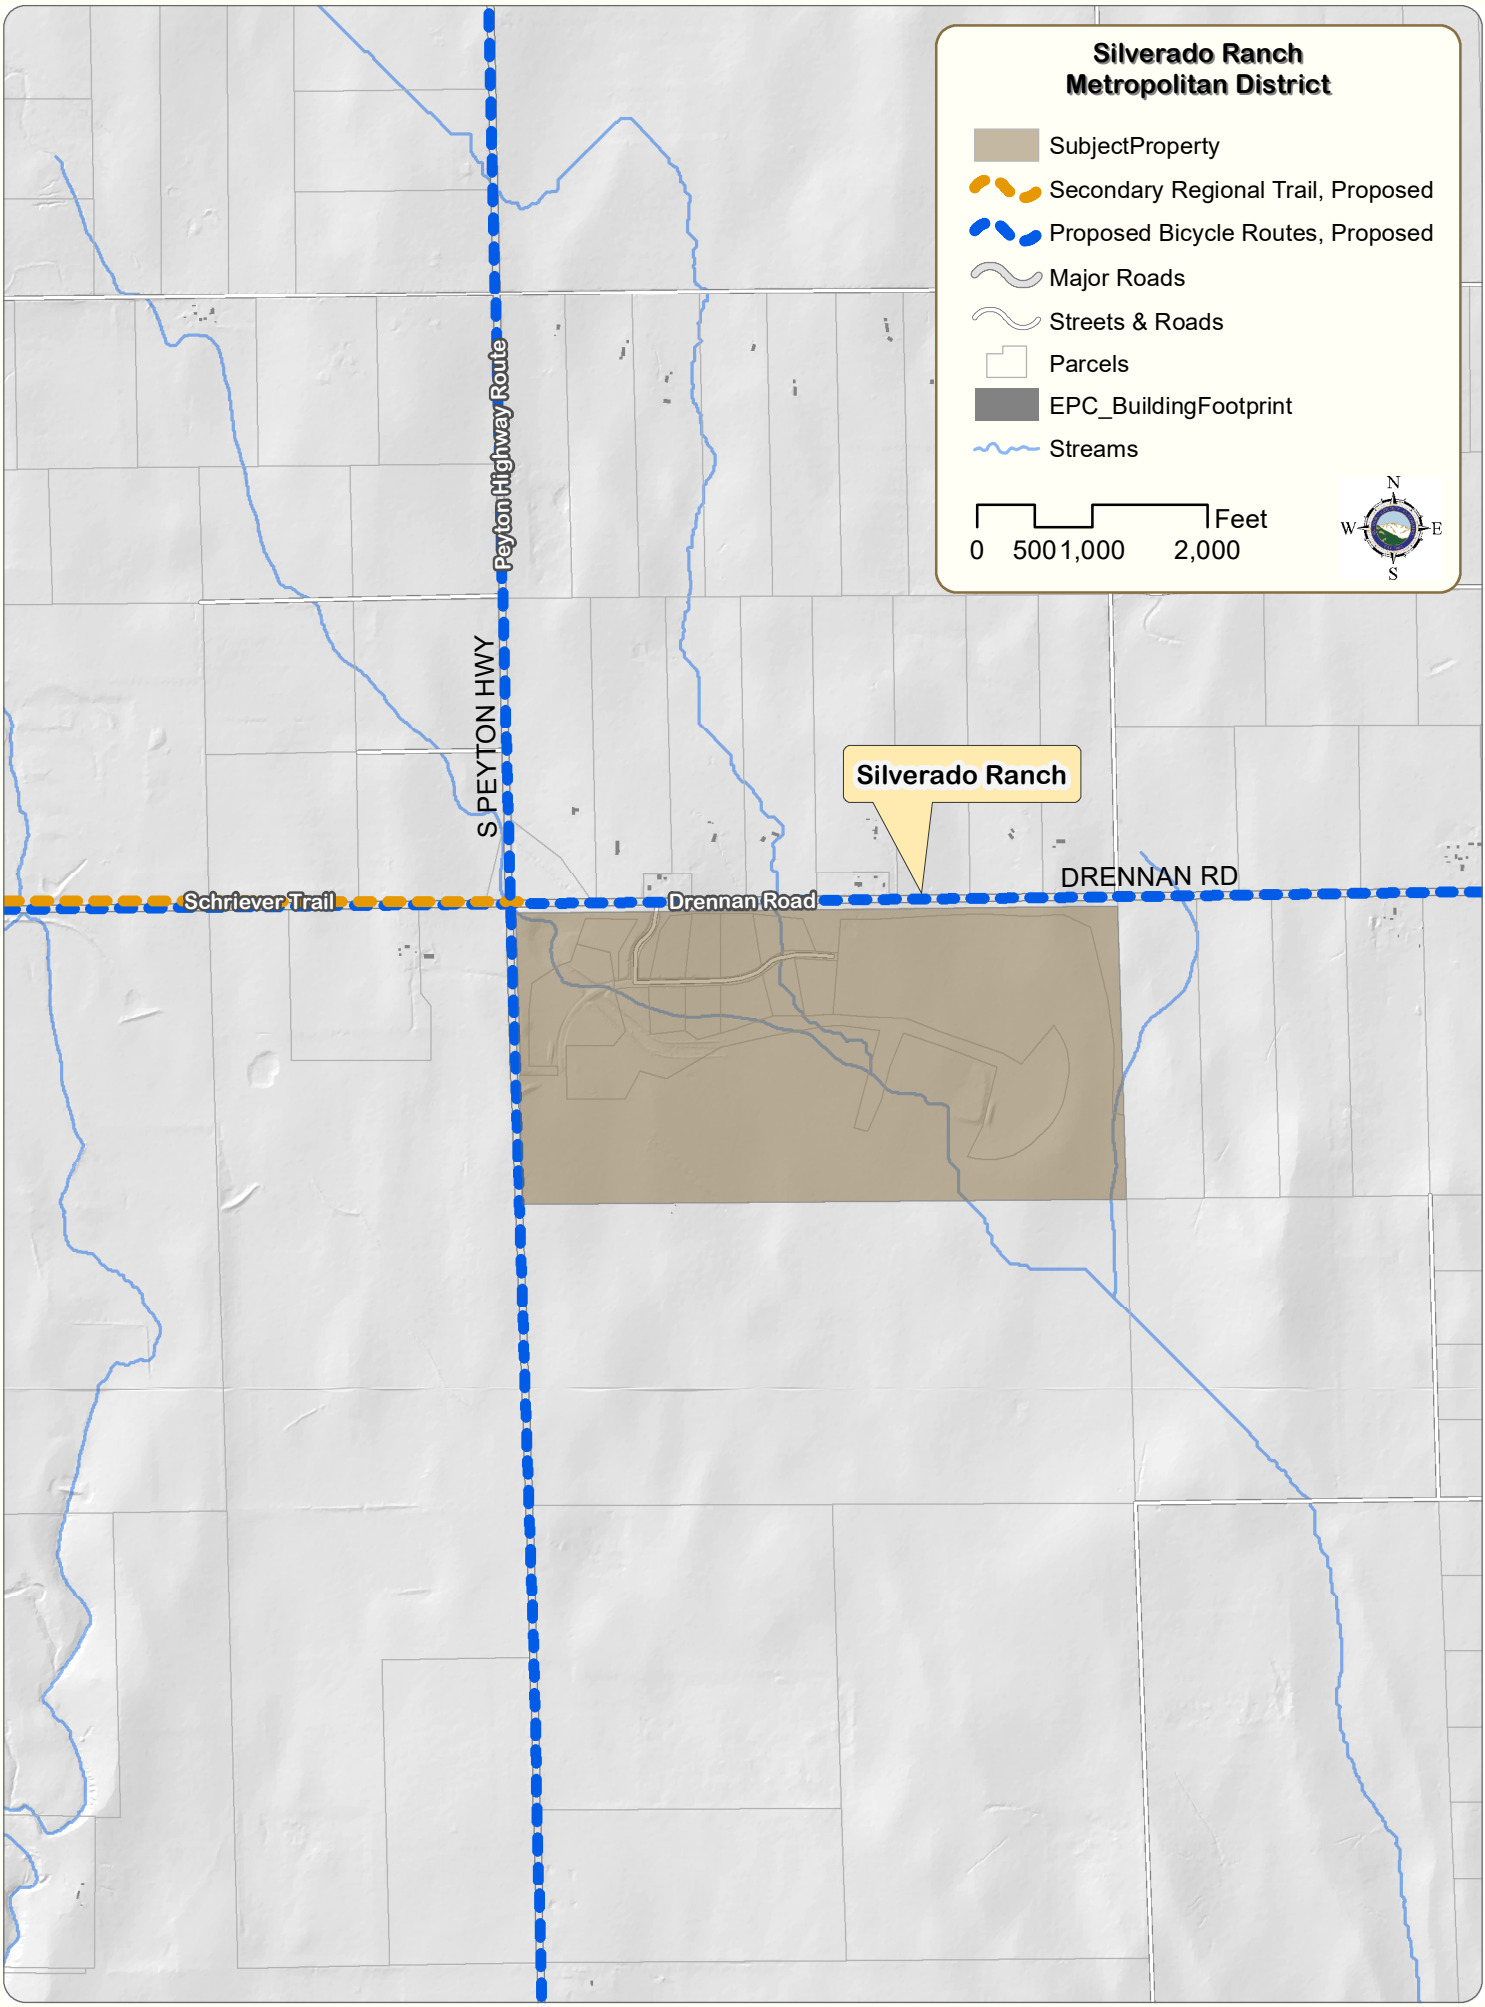 Silverado Ranch
Metropolitan District
SubjectProperty
Secondary Regional Trail, Proposed
Proposed Bicycle Routes, Proposed
Major Roads
Streets & Roads
Parcels
EPC_BuildingFootprint
Streams
Feet
0 500 1,000 2,000
N
W E
S
Peyton Highway Route
S PEYTON HWY
Silverado Ranch
DRENNAN RD
Schriever Trail
Drennan Road